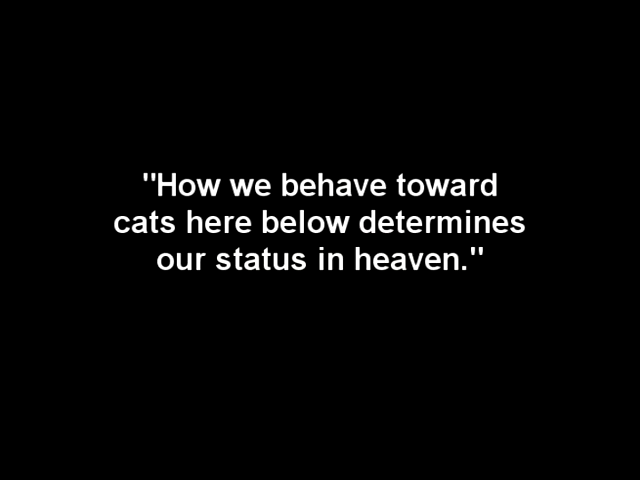 "How we behave toward
cats here below determines
our status in heaven."